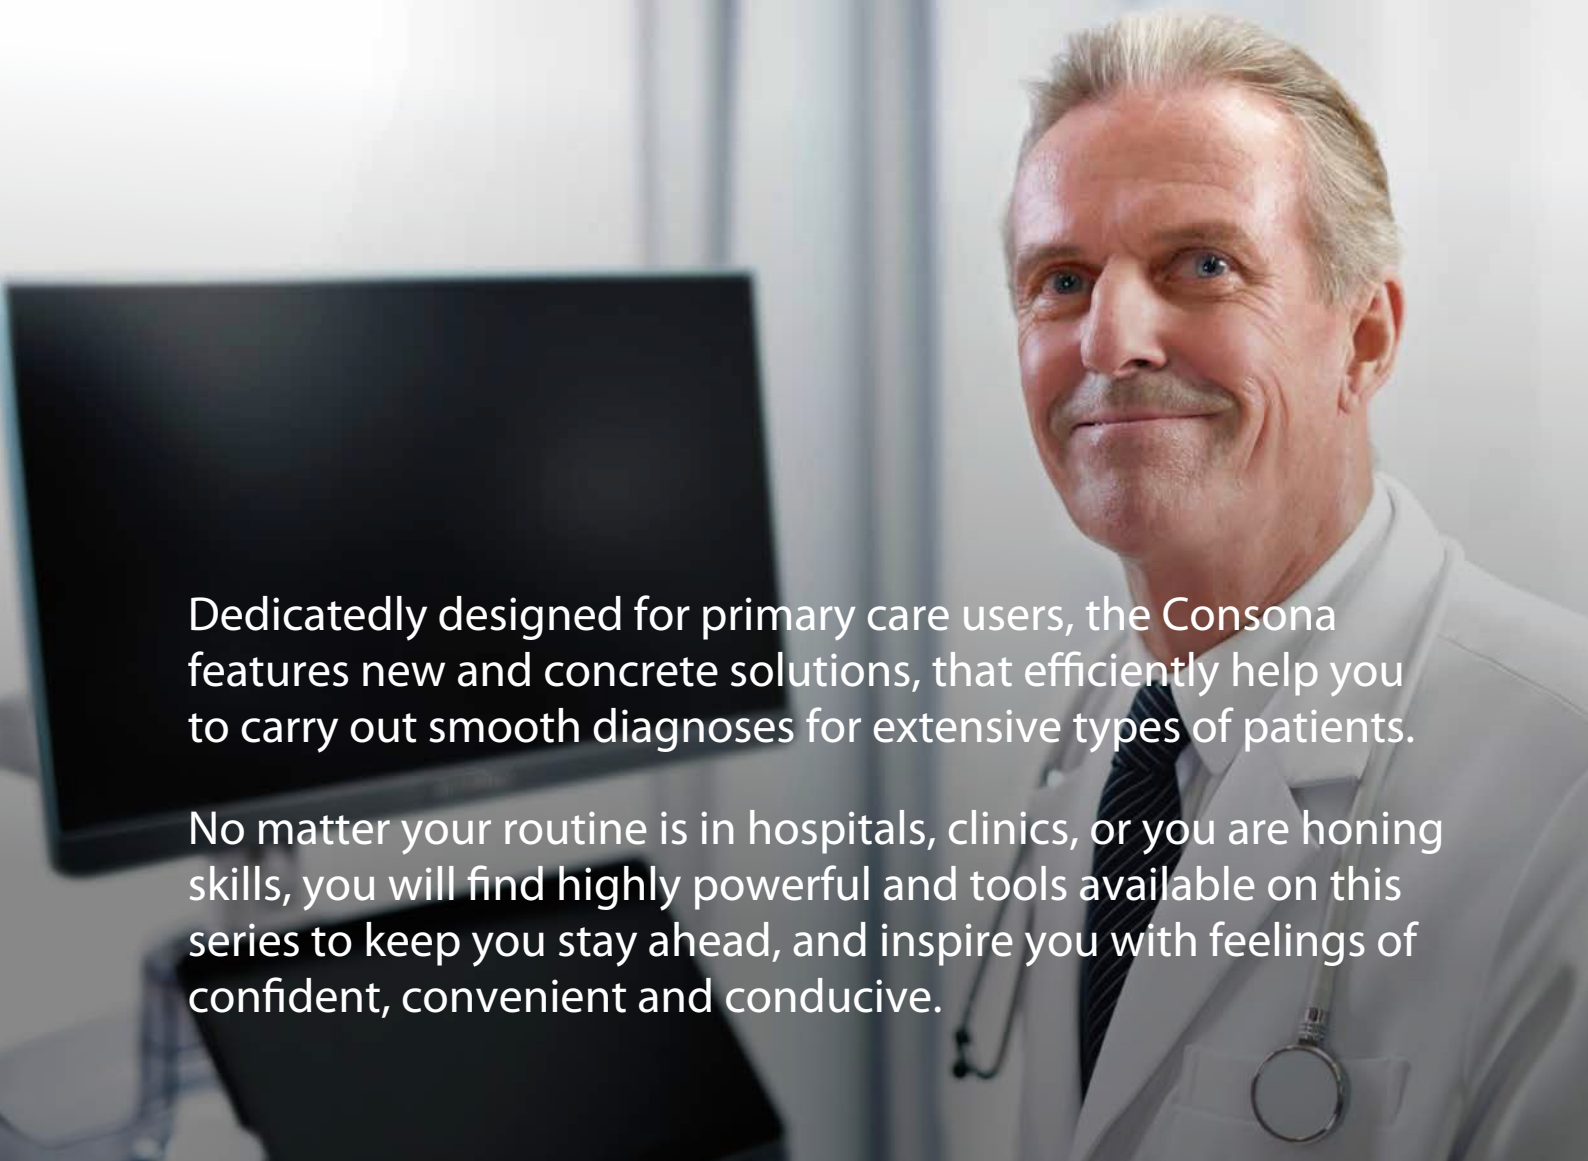 Dedicatedly designed for primary care users, the Consona
features new and concrete solutions, that efficiently help you
to carry out smooth diagnoses for extensive types of patients.
No matter your routine is in hospitals, clinics, or you are honing
skills, you will find highly powerful and tools available on this
series to keep you stay ahead, and inspire you with feelings of
confident, convenient and conducive.